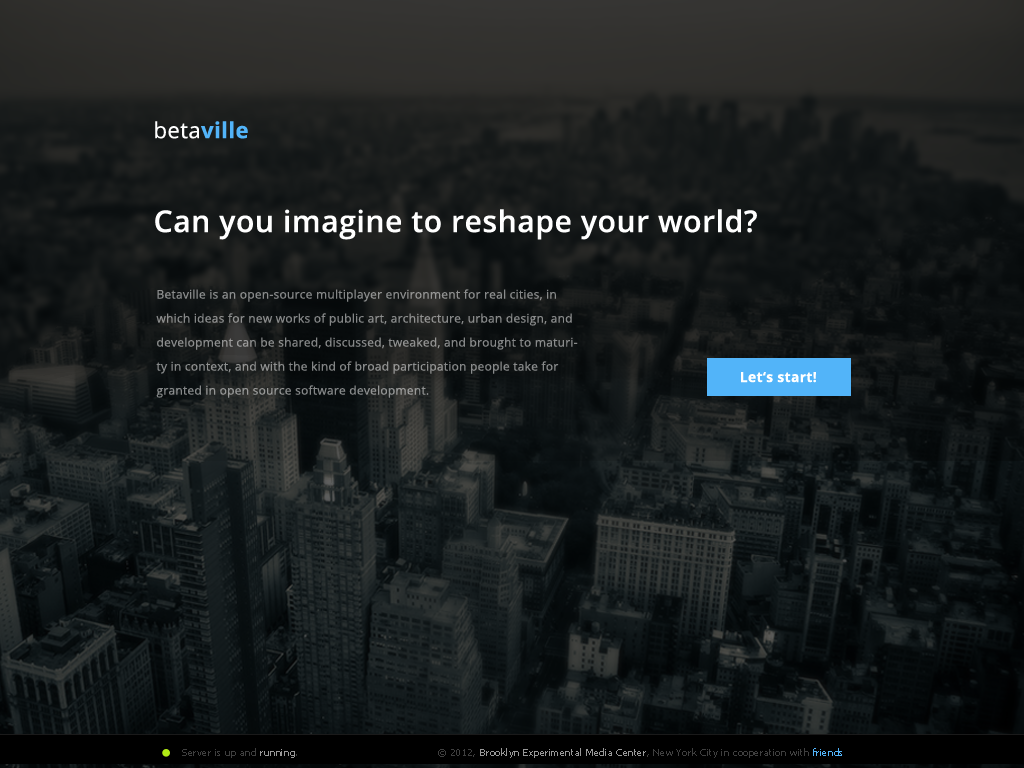 betaville
Can you imagine to reshape your world?
Betaville is an open-source multiplayer environment for real cities, in
which ideas for new works of public art, architecture, urban design, and
development can be shared, discussed, tweaked, and brought to maturi-
ty in context, and with the kind of broad participation people take for
granted in open source software development.
Let's start!
Server is up and running.
© 2012, Brooklyn Experimental Media Center, New York City in cooperation with friends